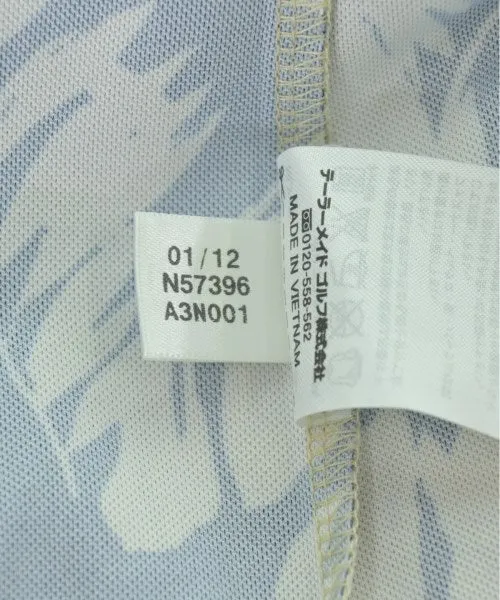 01/12
N57396
A3N001
テーラーメイド ゴルフ株式会社
0120-558-562
MADE IN VIETNAM